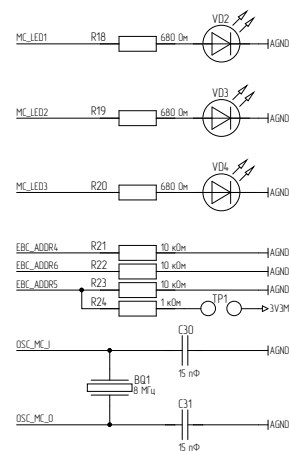 VD2
MC_LED1 R18 680 Ом AGND
VD3
MC_LED2 R19 680 Ом AGND
VD4
MC_LED3 R20 680 Ом AGND
EBC_ADDR4 R21 10 кОм AGND
EBC_ADDR6 R22 10 кОм AGND
EBC_ADDR5 R23 10 кОм AGND
R24 1 кОм TP1 3V3M
C30
OSC_MC_I AGND
15 пФ
BQ1
8 МГц
C31
OSC_MC_O AGND
15 пФ